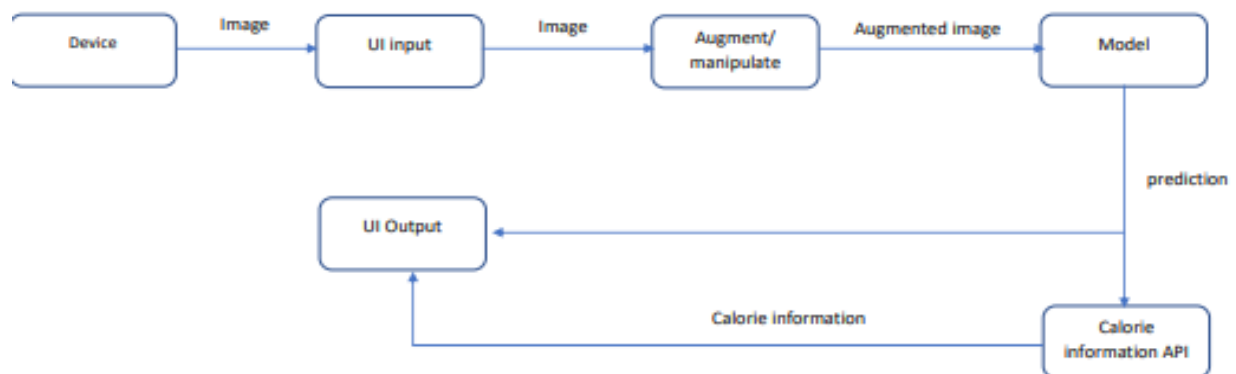 Device
Image
UI input
Image
Augment/
manipulate
Augmented image
Model
prediction
UI Output
Calorie information
Calorie
information API